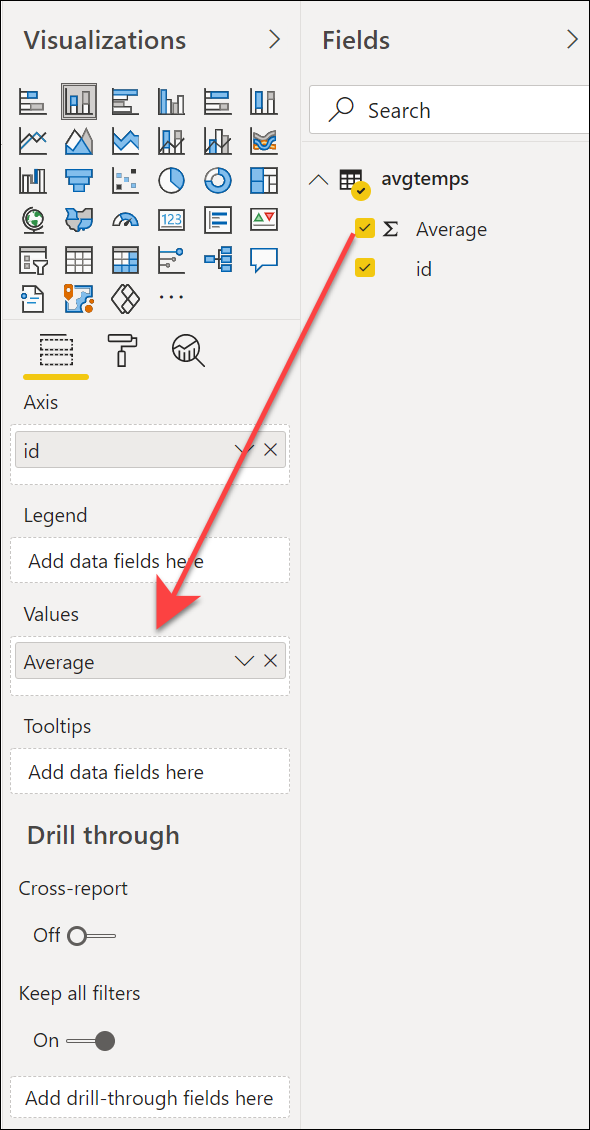 Visualizations
Fields
123
Search
avgtemps
Average
id
Axis
id
Legend
Add data fields here
Values
Average
Tooltips
Add data fields here
Drill through
Cross-report
Off
Keep all filters
On
Add drill-through fields here